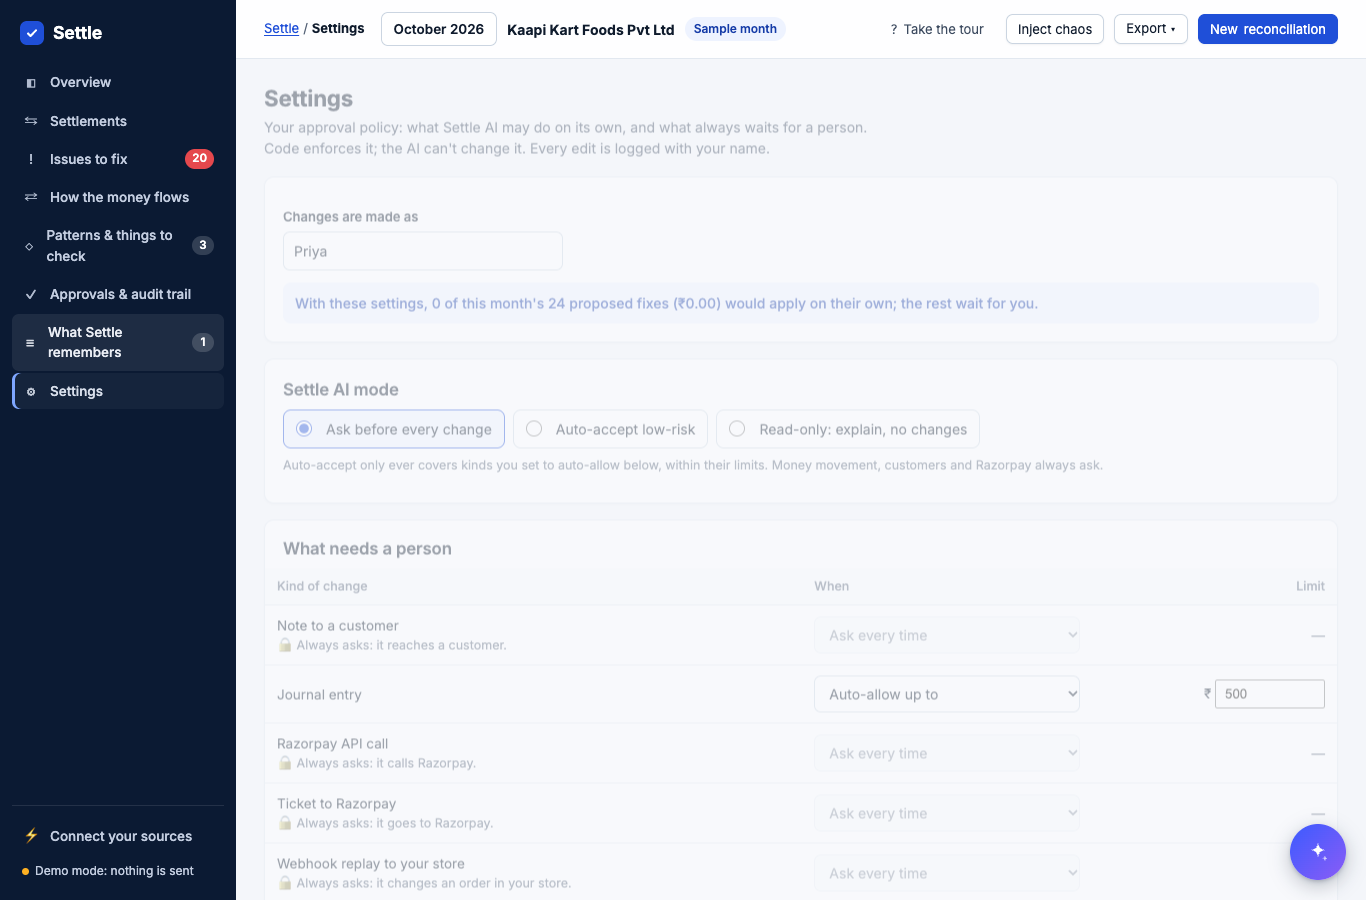 Settle
Overview
Settlements
Issues to fix 20
How the money flows
Patterns & things to
check
3
Approvals & audit trail
What Settle
remembers
1
Settings
Connect your sources
Demo mode: nothing is sent
Settle / Settings October 2026 Kaapi Kart Foods Pvt Ltd Sample month ? Take the tour Inject chaos Export New reconciliation
Settings
Your approval policy: what Settle AI may do on its own, and what always waits for a person.
Code enforces it; the AI can't change it. Every edit is logged with your name.
Changes are made as
Priya
With these settings, 0 of this month's 24 proposed fixes (₹0.00) would apply on their own; the rest wait for you.
Settle AI mode
Ask before every change Auto-accept low-risk Read-only: explain, no changes
Auto-accept only ever covers kinds you set to auto-allow below, within their limits. Money movement, customers and Razorpay always ask.
What needs a person
Kind of change When Limit
Note to a customer
Always asks: it reaches a customer.
Ask every time —
Journal entry Auto-allow up to ₹ 500
Razorpay API call
Always asks: it calls Razorpay.
Ask every time —
Ticket to Razorpay
Always asks: it goes to Razorpay.
Ask every time —
Webhook replay to your store
Always asks: it changes an order in your store.
Ask every time